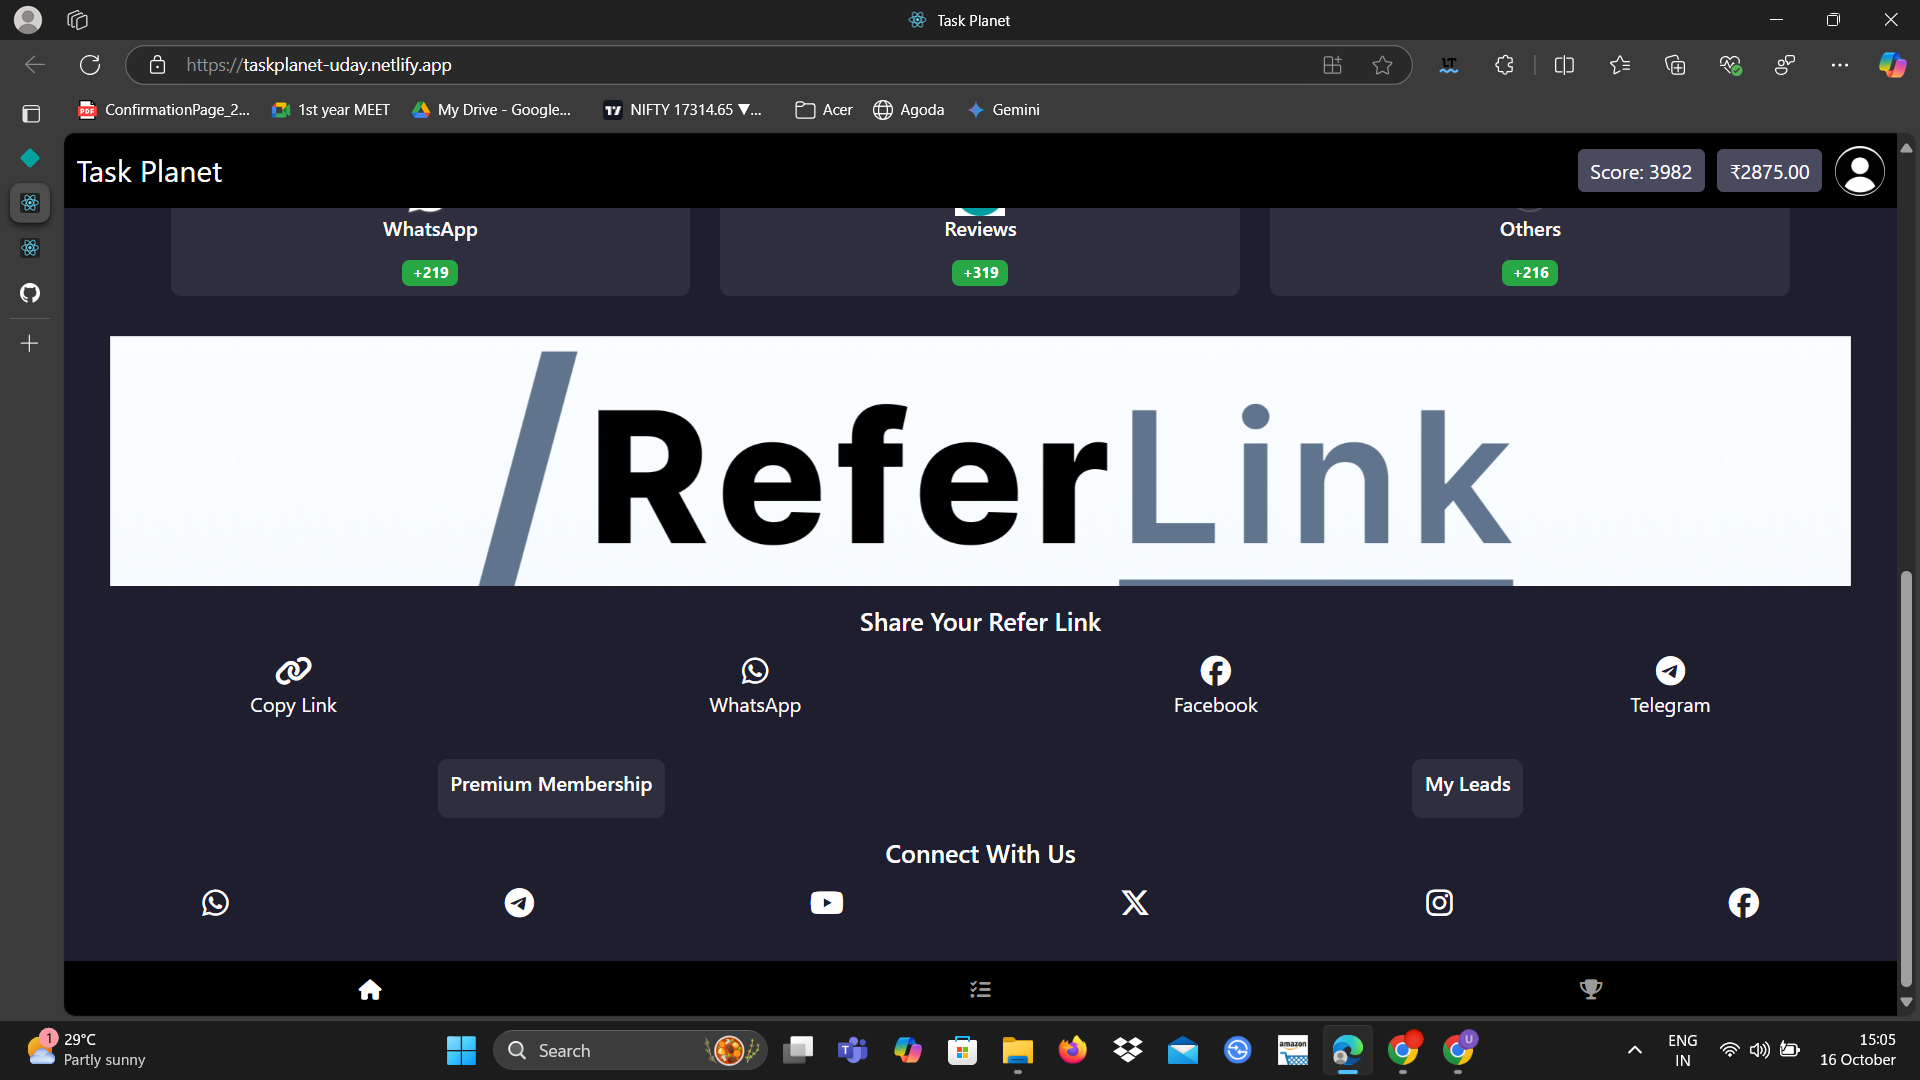 Task Planet
https://taskplanet-uday.netlify.app
ConfirmationPage_2...
1st year MEET
My Drive - Google...
NIFTY 17314.65 ▼...
Acer
Agoda
Gemini
Task Planet
Score: 3982
₹2875.00
WhatsApp
Reviews
Others
+219
+319
+216
/ReferLink
Share Your Refer Link
Copy Link
WhatsApp
Facebook
Telegram
Premium Membership
My Leads
Connect With Us
1
29°C
Partly sunny
Search
amazon
U
ENG
IN
15:05
16 October